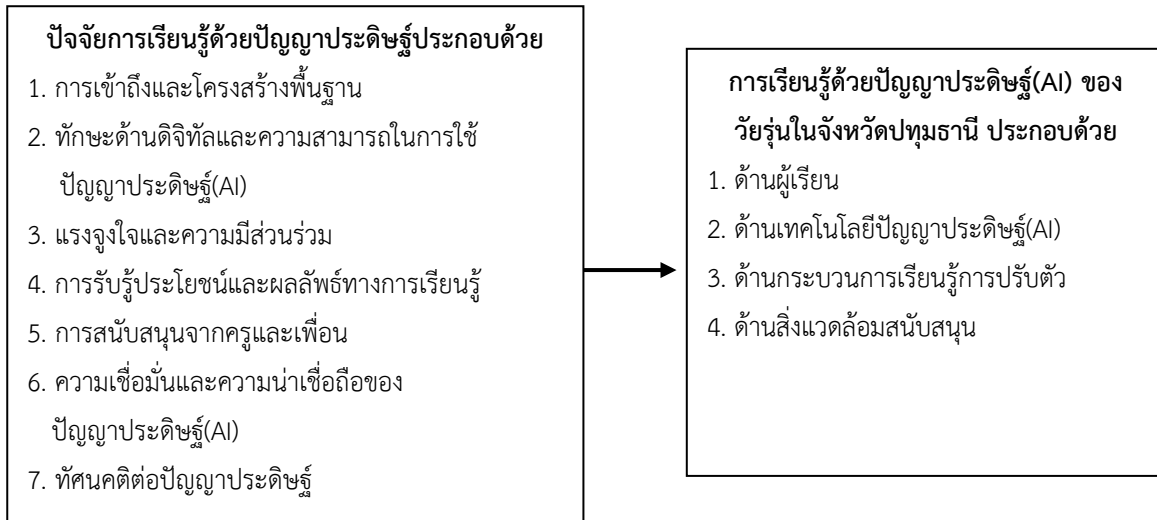 ปัจจัยการเรียนรู้ด้วยปัญญาประดิษฐ์ประกอบด้วย
1. การเข้าถึงและโครงสร้างพื้นฐาน
2. ทักษะด้านดิจิทัลและความสามารถในการใช้
ปัญญาประดิษฐ์(AI)
3. แรงจูงใจและความมีส่วนร่วม
4. การรับรู้ประโยชน์และผลลัพธ์ทางการเรียนรู้
5. การสนับสนุนจากครูและเพื่อน
6. ความเชื่อมั่นและความน่าเชื่อถือของ
ปัญญาประดิษฐ์(AI)
7. ทัศนคติต่อปัญญาประดิษฐ์
การเรียนรู้ด้วยปัญญาประดิษฐ์(AI) ของ
วัยรุ่นในจังหวัดปทุมธานี ประกอบด้วย
1. ด้านผู้เรียน
2. ด้านเทคโนโลยีปัญญาประดิษฐ์(AI)
3. ด้านกระบวนการเรียนรู้การปรับตัว
4. ด้านสิ่งแวดล้อมสนับสนุน